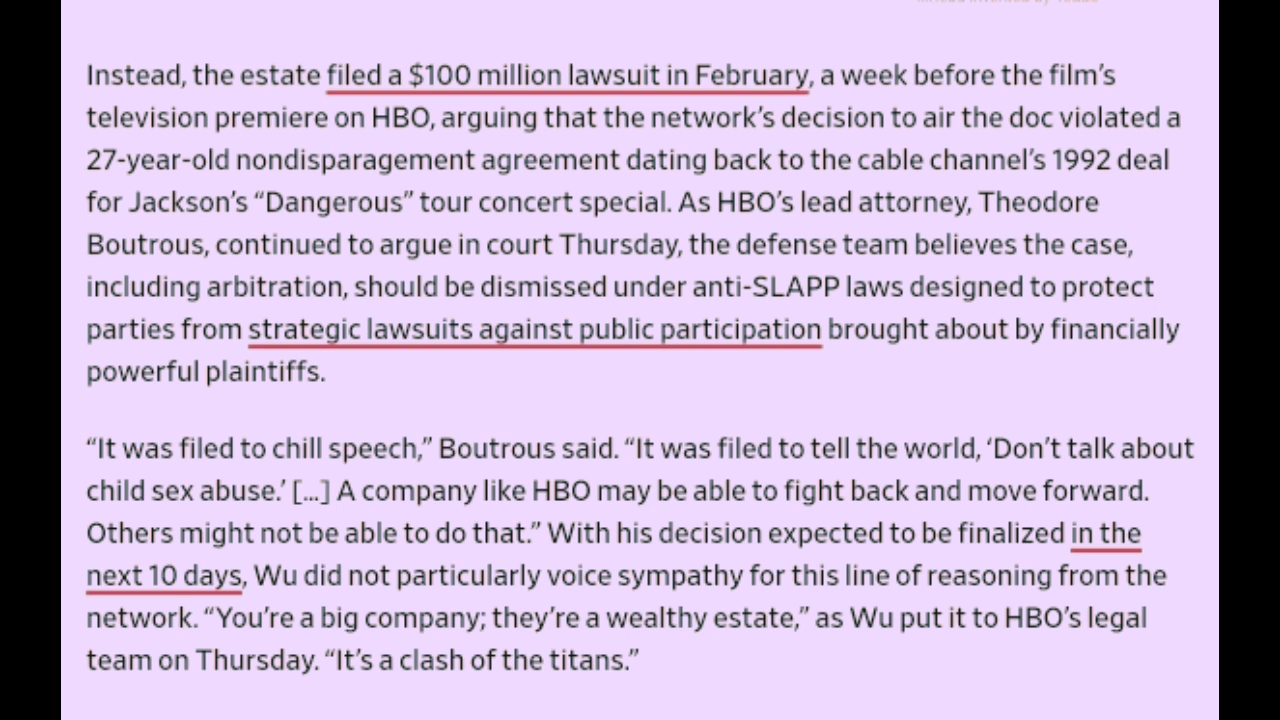 Instead, the estate filed a $100 million lawsuit in February, a week before the film’s
television premiere on HBO, arguing that the network’s decision to air the doc violated a
27-year-old nondisparagement agreement dating back to the cable channel’s 1992 deal
for Jackson’s “Dangerous” tour concert special. As HBO’s lead attorney, Theodore
Boutrous, continued to argue in court Thursday, the defense team believes the case,
including arbitration, should be dismissed under anti-SLAPP laws designed to protect
parties from strategic lawsuits against public participation brought about by financially
powerful plaintiffs.
“It was filed to chill speech,” Boutrous said. “It was filed to tell the world, ‘Don’t talk about
child sex abuse.’ [...] A company like HBO may be able to fight back and move forward.
Others might not be able to do that.” With his decision expected to be finalized in the
next 10 days, Wu did not particularly voice sympathy for this line of reasoning from the
network. “You’re a big company; they’re a wealthy estate,” as Wu put it to HBO’s legal
team on Thursday. “It’s a clash of the titans.”